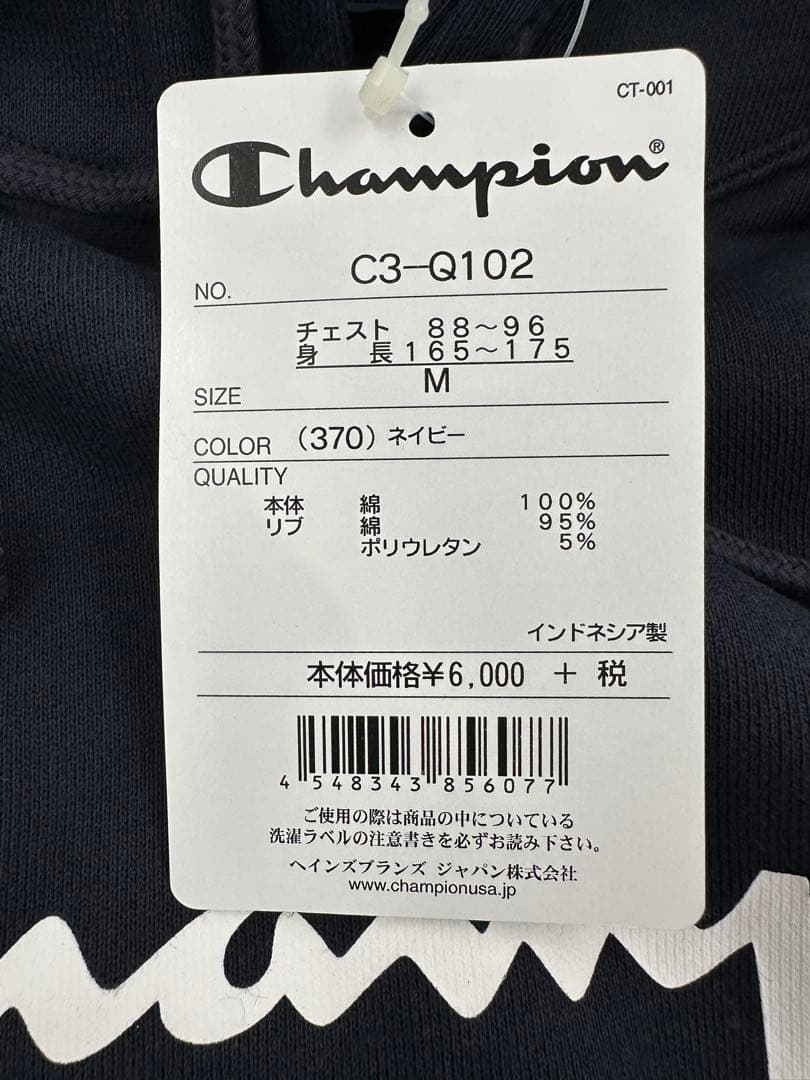 CT-001
Champion®
NO. C3-Q102
チェスト 88〜96
身長 165〜175
SIZE M
COLOR (370) ネイビー
QUALITY
本体 綿 100%
リブ 綿 95%
ポリウレタン 5%
インドネシア製
本体価格¥6,000 + 税
4 548343 856077
ご使用の際は商品の中についている
洗濯ラベルの注意書きを必ずお読み下さい。
ヘインズブランズ ジャパン株式会社
www.championusa.jp